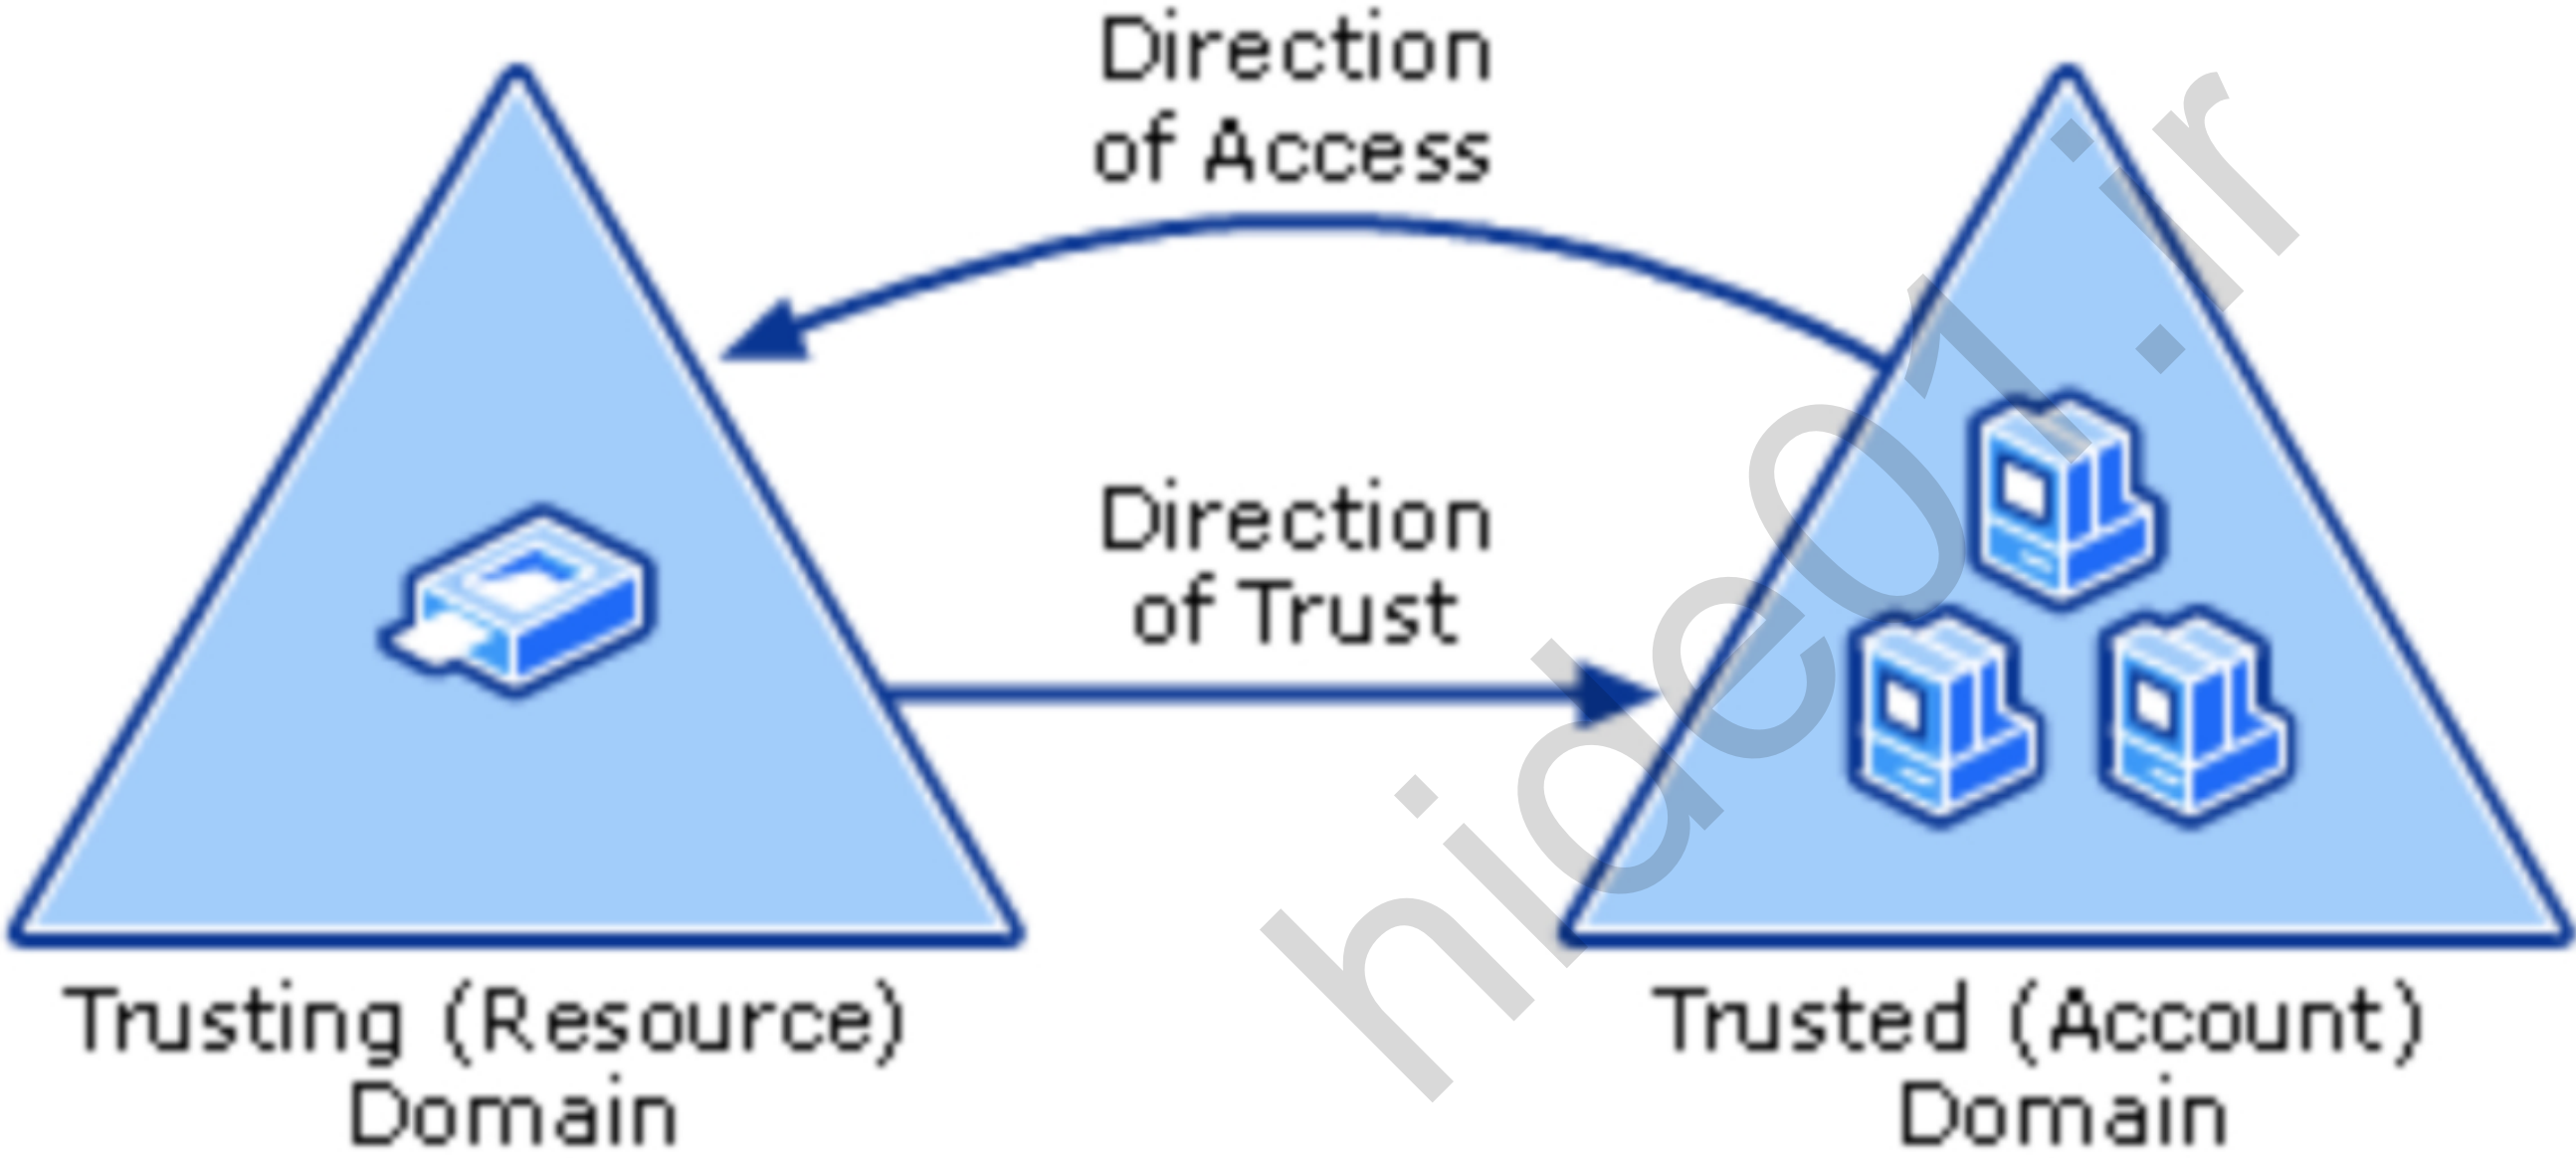 Direction
of Access
Direction
of Trust
Trusting (Resource)
Domain
Trusted (Account)
Domain
hide01.ir